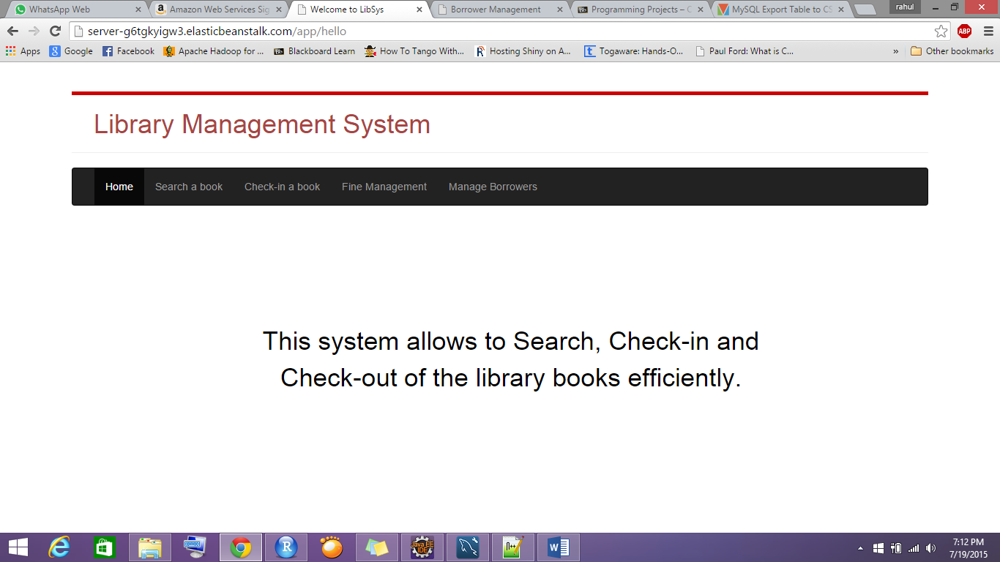 WhatsApp Web
Amazon Web Services Sig
Welcome to LibSys
Borrower Management
Programming Projects – C
MySQL Export Table to CS
rahul
server-g6tgkyigw3.elasticbeanstalk.com/app/hello
ABP
Apps
Google
Facebook
Apache Hadoop for ...
Blackboard Learn
How To Tango With...
Hosting Shiny on A...
Togaware: Hands-O...
Paul Ford: What is C...
»
Other bookmarks
Library Management System
Home
Search a book
Check-in a book
Fine Management
Manage Borrowers
This system allows to Search, Check-in and
Check-out of the library books efficiently.
Java EE
IDE
7:12 PM
7/19/2015